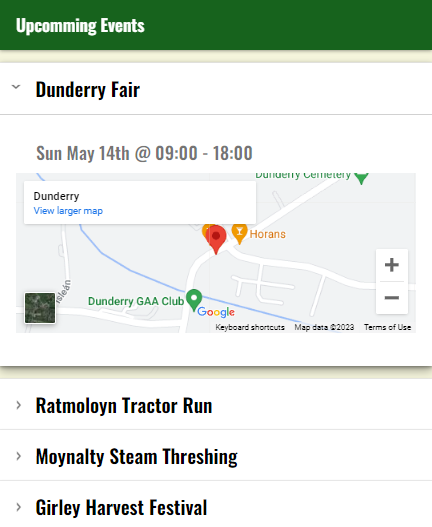 Upcomming Events
Dunderry Fair
Sun May 14th @ 09:00 - 18:00
Dunderry Cemetery
Dunderry
View larger map
Horans
isleán
Dunderry GAA Club
Google
Keyboard shortcuts Map data ©2023 Terms of Use
Ratmoloyn Tractor Run
Moynalty Steam Threshing
Girley Harvest Festival